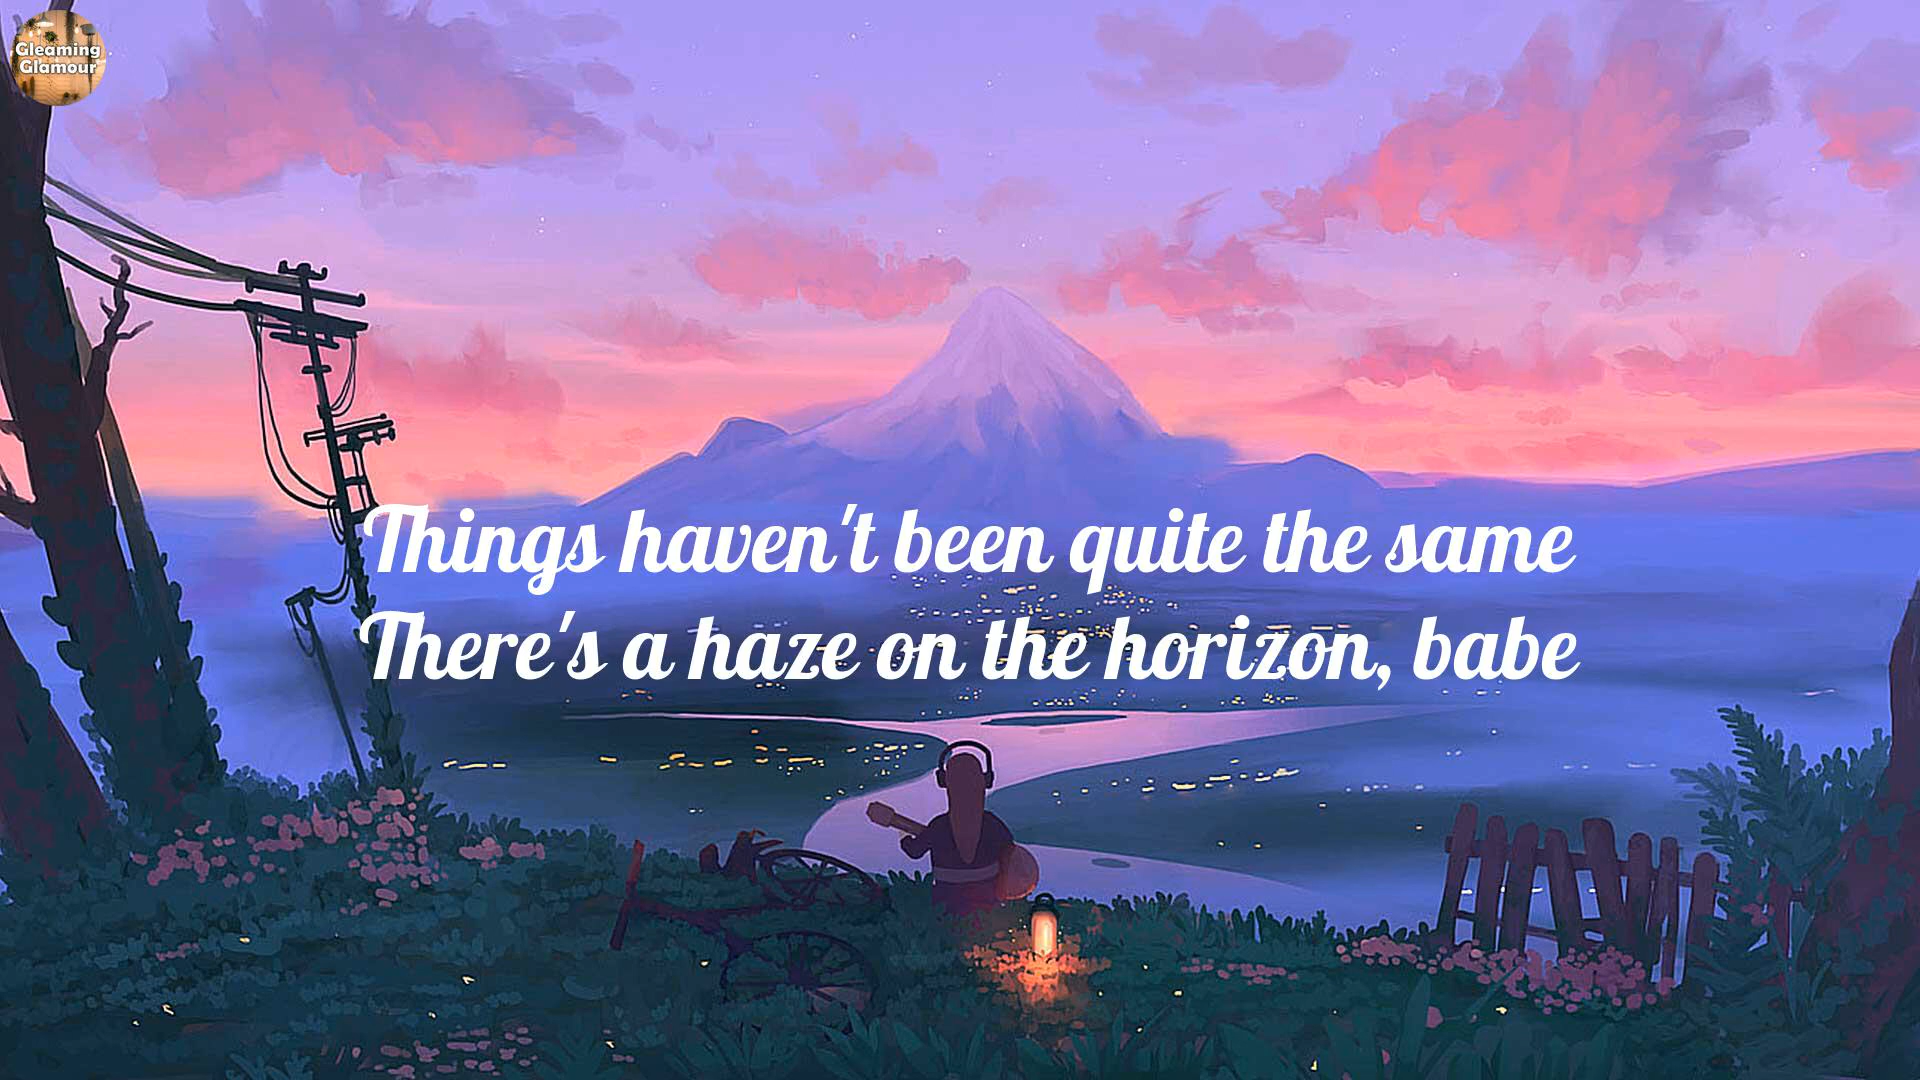 Gleaming
Glamour
Things haven't been quite the same
There's a haze on the horizon, babe